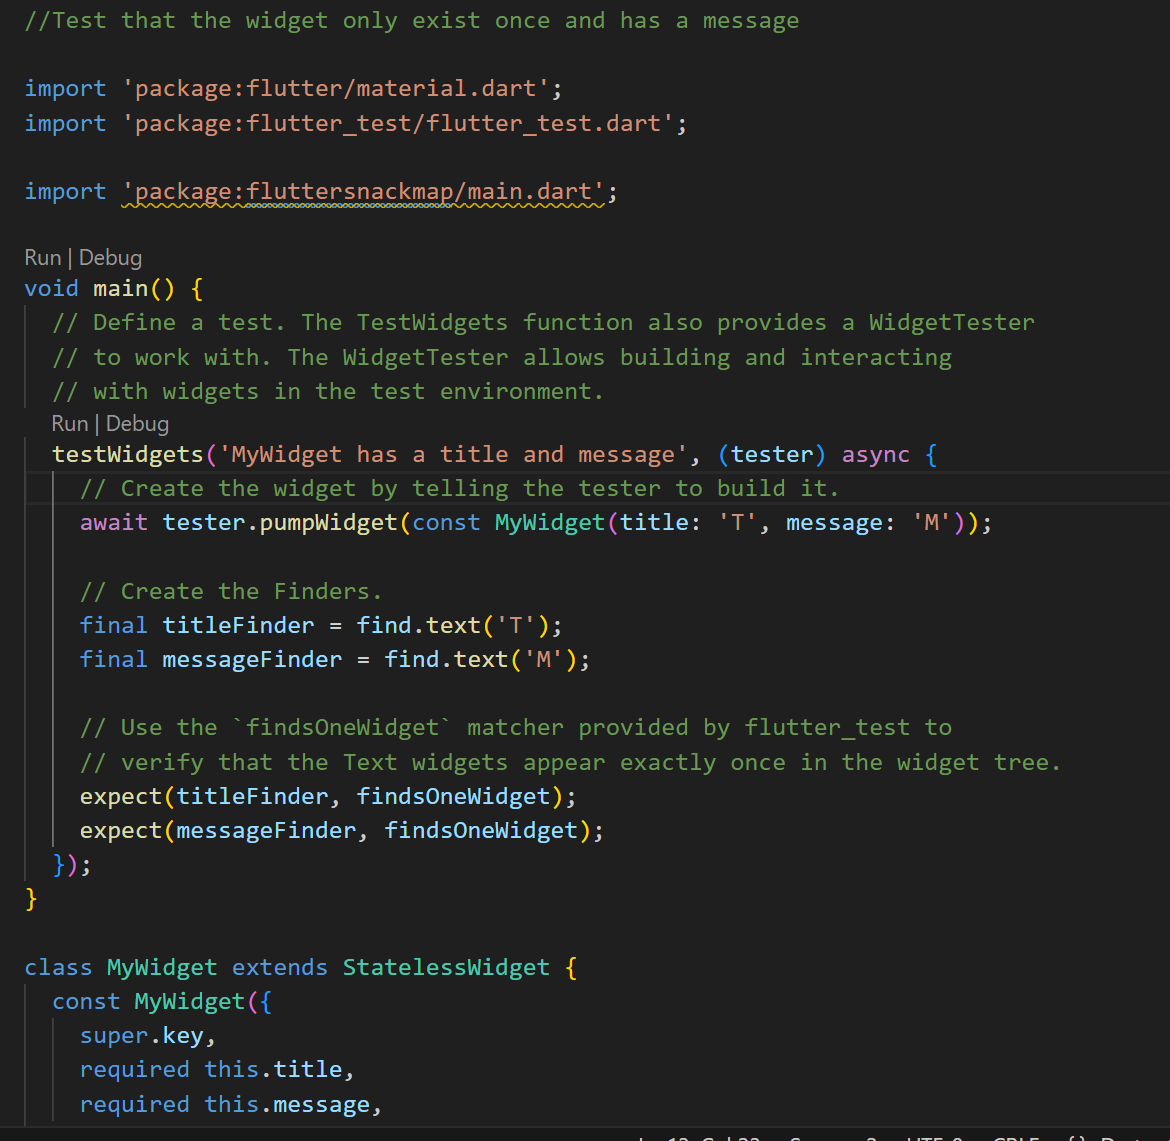 //Test that the widget only exist once and has a message
import 'package:flutter/material.dart';
import 'package:flutter_test/flutter_test.dart';
import 'package:fluttersnackmap/main.dart';
Run | Debug
void main() {
// Define a test. The TestWidgets function also provides a WidgetTester
// to work with. The WidgetTester allows building and interacting
// with widgets in the test environment.
Run | Debug
testWidgets('MyWidget has a title and message', (tester) async {
// Create the widget by telling the tester to build it.
await tester.pumpWidget(const MyWidget(title: 'T', message: 'M'));
// Create the Finders.
final titleFinder = find.text('T');
final messageFinder = find.text('M');
// Use the `findsOneWidget` matcher provided by flutter_test to
// verify that the Text widgets appear exactly once in the widget tree.
expect(titleFinder, findsOneWidget);
expect(messageFinder, findsOneWidget);
});
}
class MyWidget extends StatelessWidget {
const MyWidget({
super.key,
required this.title,
required this.message,